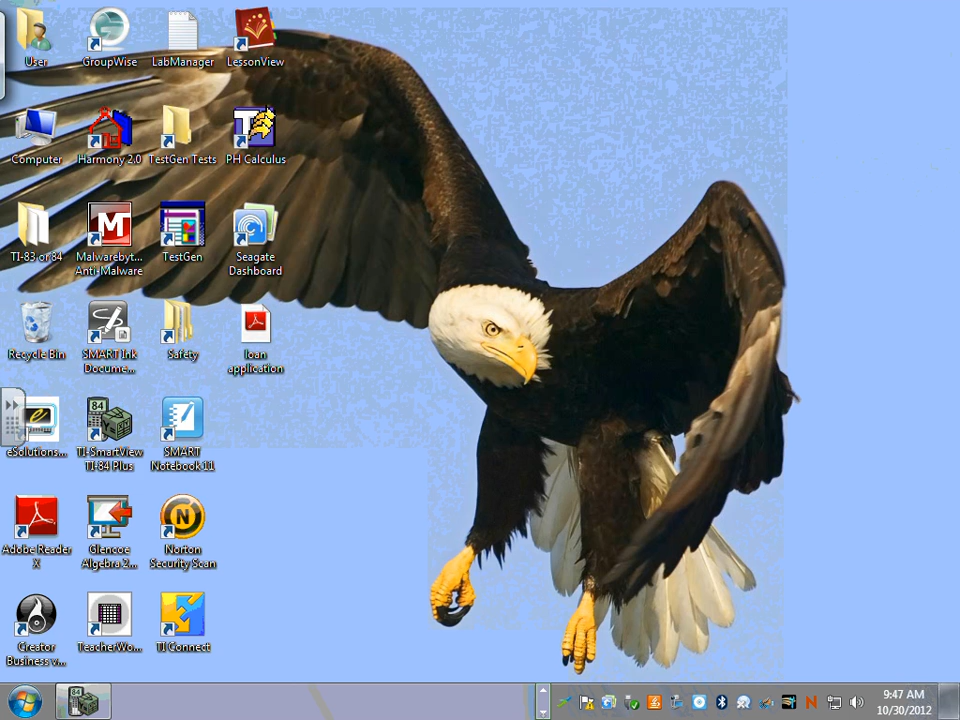 User
GroupWise
LabManager
LessonView
Computer
Harmony 2.0
TestGen Tests
T
PH Calculus
TI-83 or 84
M
Malwarebyt...
Anti-Malware
TestGen
Seagate
Dashboard
Recycle Bin
SMART Ink
Docume...
Safety
loan
application
e
eSolutions...
84
TI-SmartView
TI-84 Plus
SMART
Notebook 11
Adobe Reader
X
Glencoe
Algebra 2...
N
Norton
Security Scan
Creator
Business v...
TeacherWo...
TI Connect
84
N
9:47 AM
10/30/2012